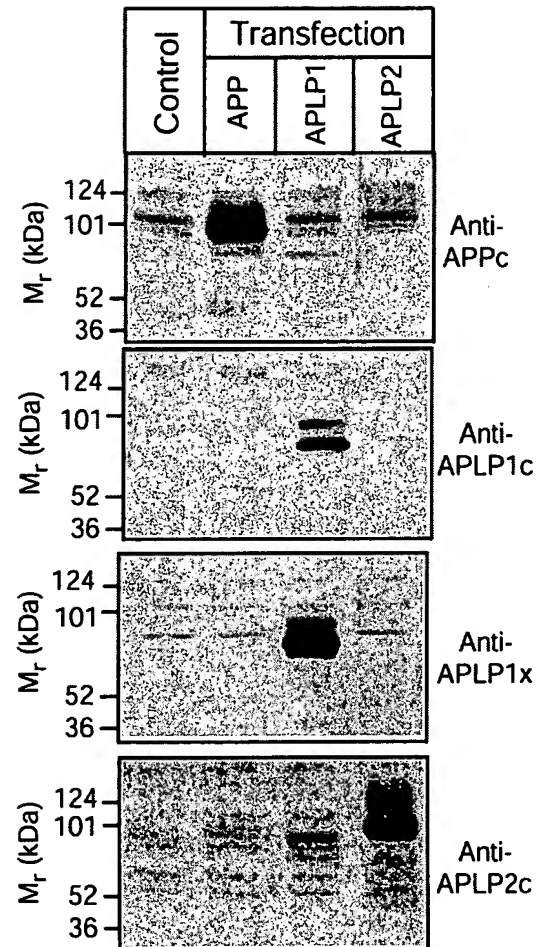 Transfection
Control
APP
APLP1
APLP2
Mr (kDa)
124
101
52
36
Anti-
APPc
Mr (kDa)
124
101
52
36
Anti-
APLP1c
Mr (kDa)
124
101
52
36
Anti-
APLP1x
Mr (kDa)
124
101
52
36
Anti-
APLP2c